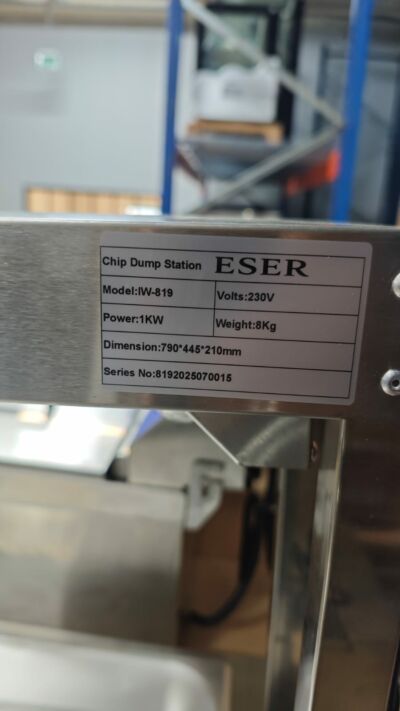 Chip Dump Station ESER
Model:IW-819 Volts:230V
Power:1KW Weight:8Kg
Dimension:790*445*210mm
Series No:8192025070015